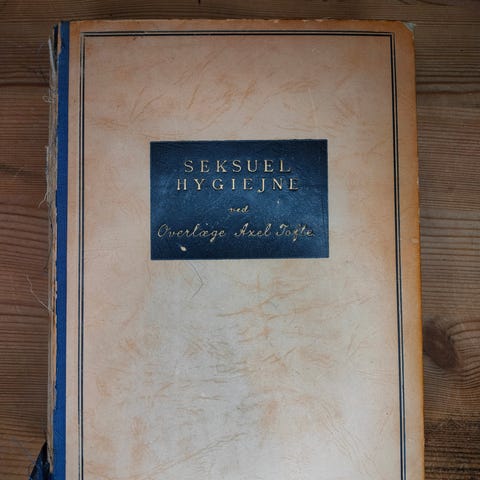 SEKSUEL
HYGIEJNE
ved
Overlæge Axel Tofte